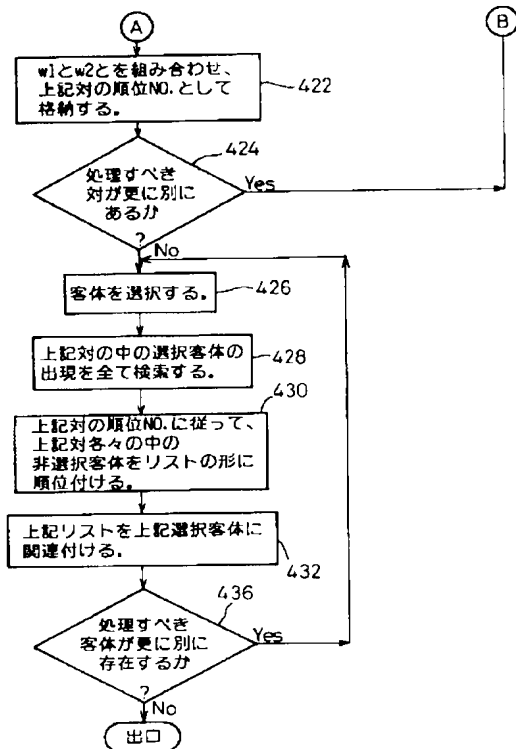 A
B
w1とw2とを組み合わせ、
上記対の順位NO.として
格納する。
422
424
処理すべき
対が更に別に
あるか
?
Yes
No
客体を選択する。
426
上記対の中の選択客体の
出現を全て検索する。
428
430
上記対の順位NO.に従って、
上記対各々の中の
非選択客体をリストの形に
順位付ける。
上記リストを上記選択客体に
関連付ける。
432
436
処理すべき
客体が更に別に
存在するか
?
Yes
No
出口